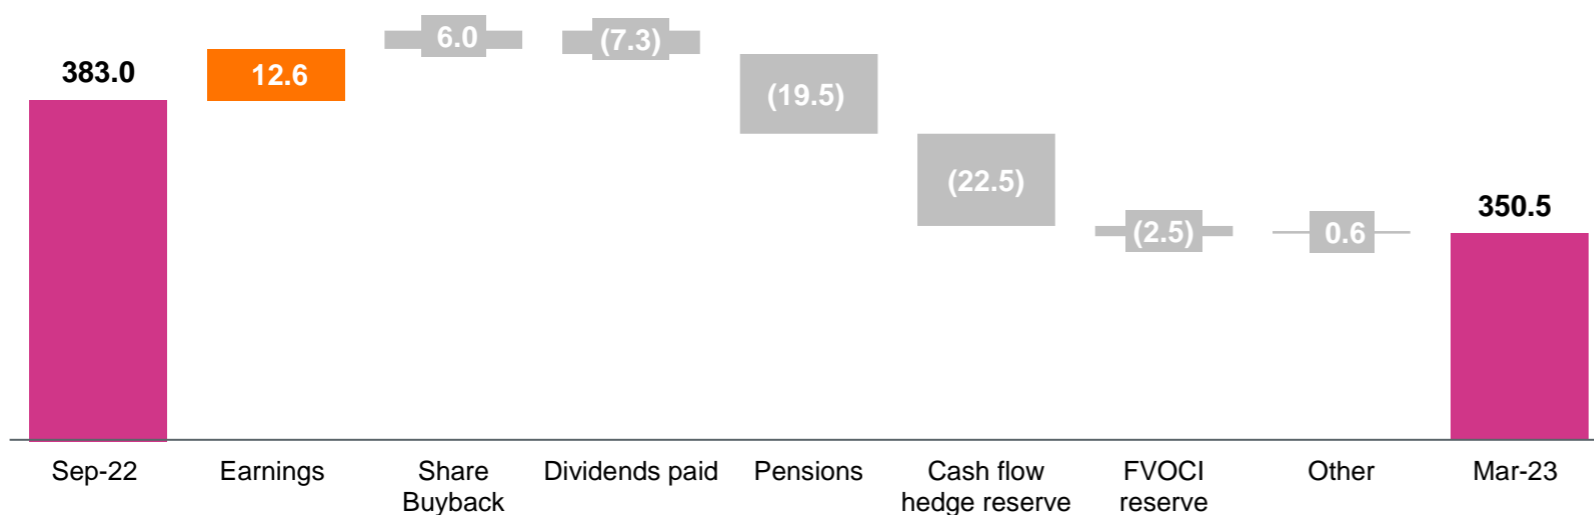 383.0
12.6
6.0
(7.3)
(19.5)
(22.5)
(2.5)
0.6
350.5
Sep-22
Earnings
Share
Buyback
Dividends paid
Pensions
Cash flow
hedge reserve
FVOCI
reserve
Other
Mar-23